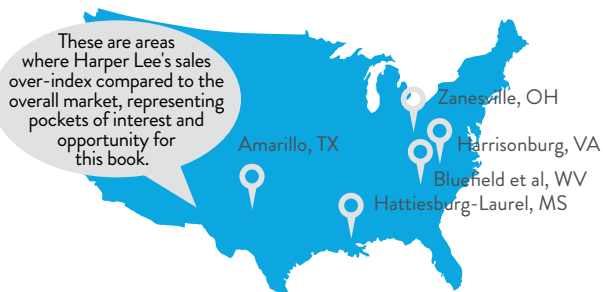 These are areas
where Harper Lee's sales
over-index compared to the
overall market, representing
pockets of interest and
opportunity for
this book.
Zanesville, OH
Amarillo, TX
Harrisonburg, VA
Bluefield et al, WV
Hattiesburg-Laurel, MS